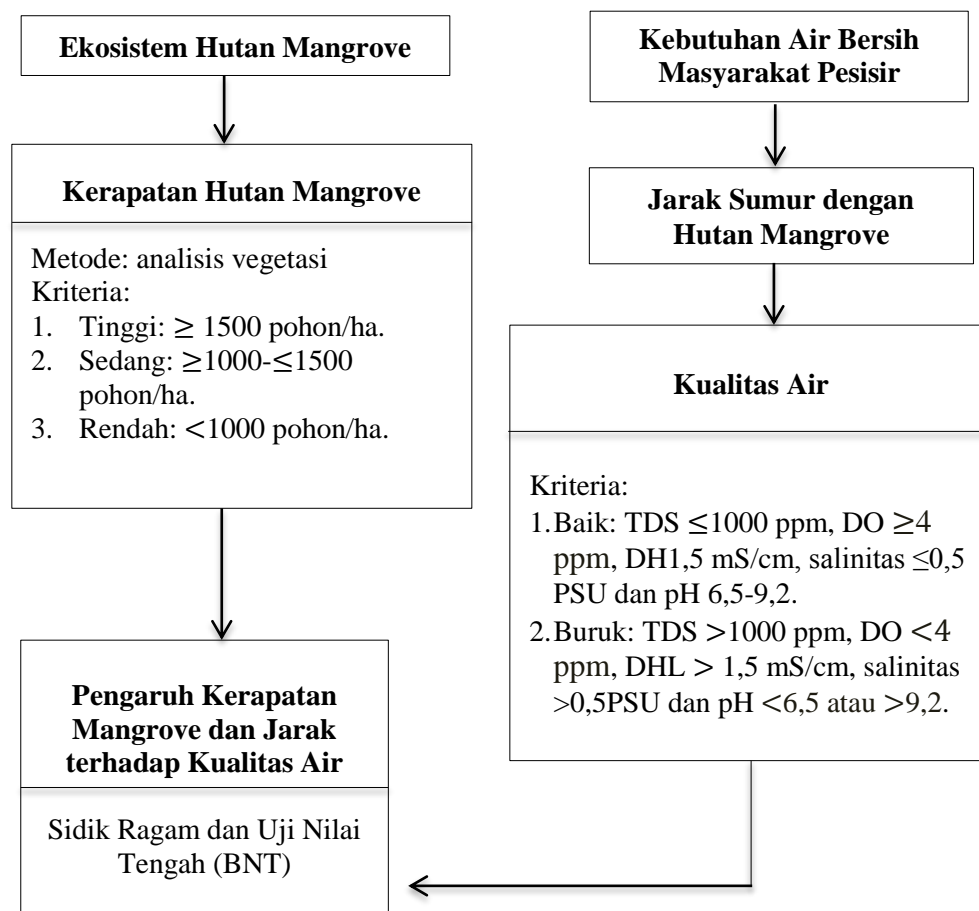 Ekosistem Hutan Mangrove
Kerapatan Hutan Mangrove
Metode: analisis vegetasi
Kriteria:
1. Tinggi: ≥ 1500 pohon/ha.
2. Sedang: ≥1000-≤1500
pohon/ha.
3. Rendah: <1000 pohon/ha.
Pengaruh Kerapatan
Mangrove dan Jarak
terhadap Kualitas Air
Sidik Ragam dan Uji Nilai
Tengah (BNT)
Kebutuhan Air Bersih
Masyarakat Pesisir
Jarak Sumur dengan
Hutan Mangrove
Kualitas Air
Kriteria:
1. Baik: TDS ≤1000 ppm, DO ≥4
ppm, DH1,5 mS/cm, salinitas ≤0,5
PSU dan pH 6,5-9,2.
2. Buruk: TDS >1000 ppm, DO <4
ppm, DHL > 1,5 mS/cm, salinitas
>0,5PSU dan pH <6,5 atau >9,2.